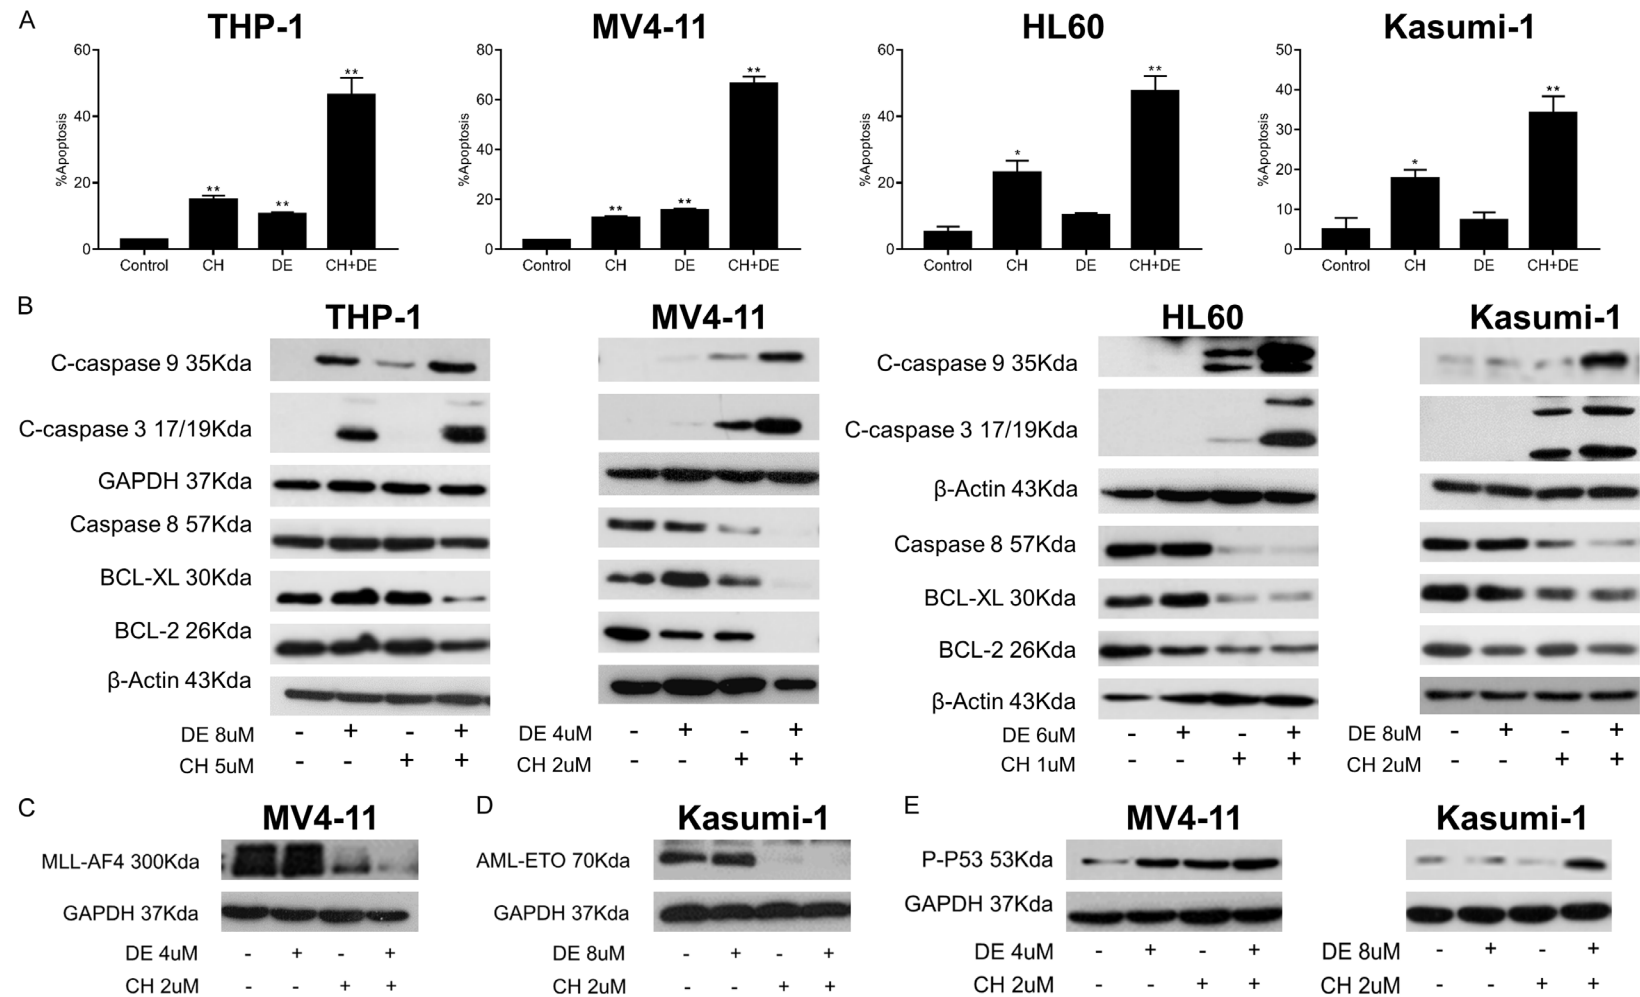 A
THP-1
MV4-11
HL60
Kasumi-1
%Apoptosis
60
40
20
0
** ** **
Control CH DE CH+DE
%Apoptosis
80
60
40
20
0
** ** **
Control CH DE CH+DE
%Apoptosis
60
40
20
0
* **
Control CH DE CH+DE
%Apoptosis
50
40
30
20
10
0
* **
Control CH DE CH+DE
B
THP-1
MV4-11
HL60
Kasumi-1
C-caspase 9 35Kda
C-caspase 3 17/19Kda
GAPDH 37Kda
Caspase 8 57Kda
BCL-XL 30Kda
BCL-2 26Kda
β-Actin 43Kda
DE 8uM - + - +
CH 5uM - - + +
DE 4uM - + - +
CH 2uM - - + +
C-caspase 9 35Kda
C-caspase 3 17/19Kda
β-Actin 43Kda
Caspase 8 57Kda
BCL-XL 30Kda
BCL-2 26Kda
β-Actin 43Kda
DE 6uM - + - +
CH 1uM - - + +
DE 8uM - + - +
CH 2uM - - + +
C
MV4-11
MLL-AF4 300Kda
GAPDH 37Kda
DE 4uM - + - +
CH 2uM - - + +
D
Kasumi-1
AML-ETO 70Kda
GAPDH 37Kda
DE 8uM - + - +
CH 2uM - - + +
E
MV4-11
Kasumi-1
P-P53 53Kda
GAPDH 37Kda
DE 4uM - + - +
CH 2uM - - + +
DE 8uM - + - +
CH 2uM - - + +